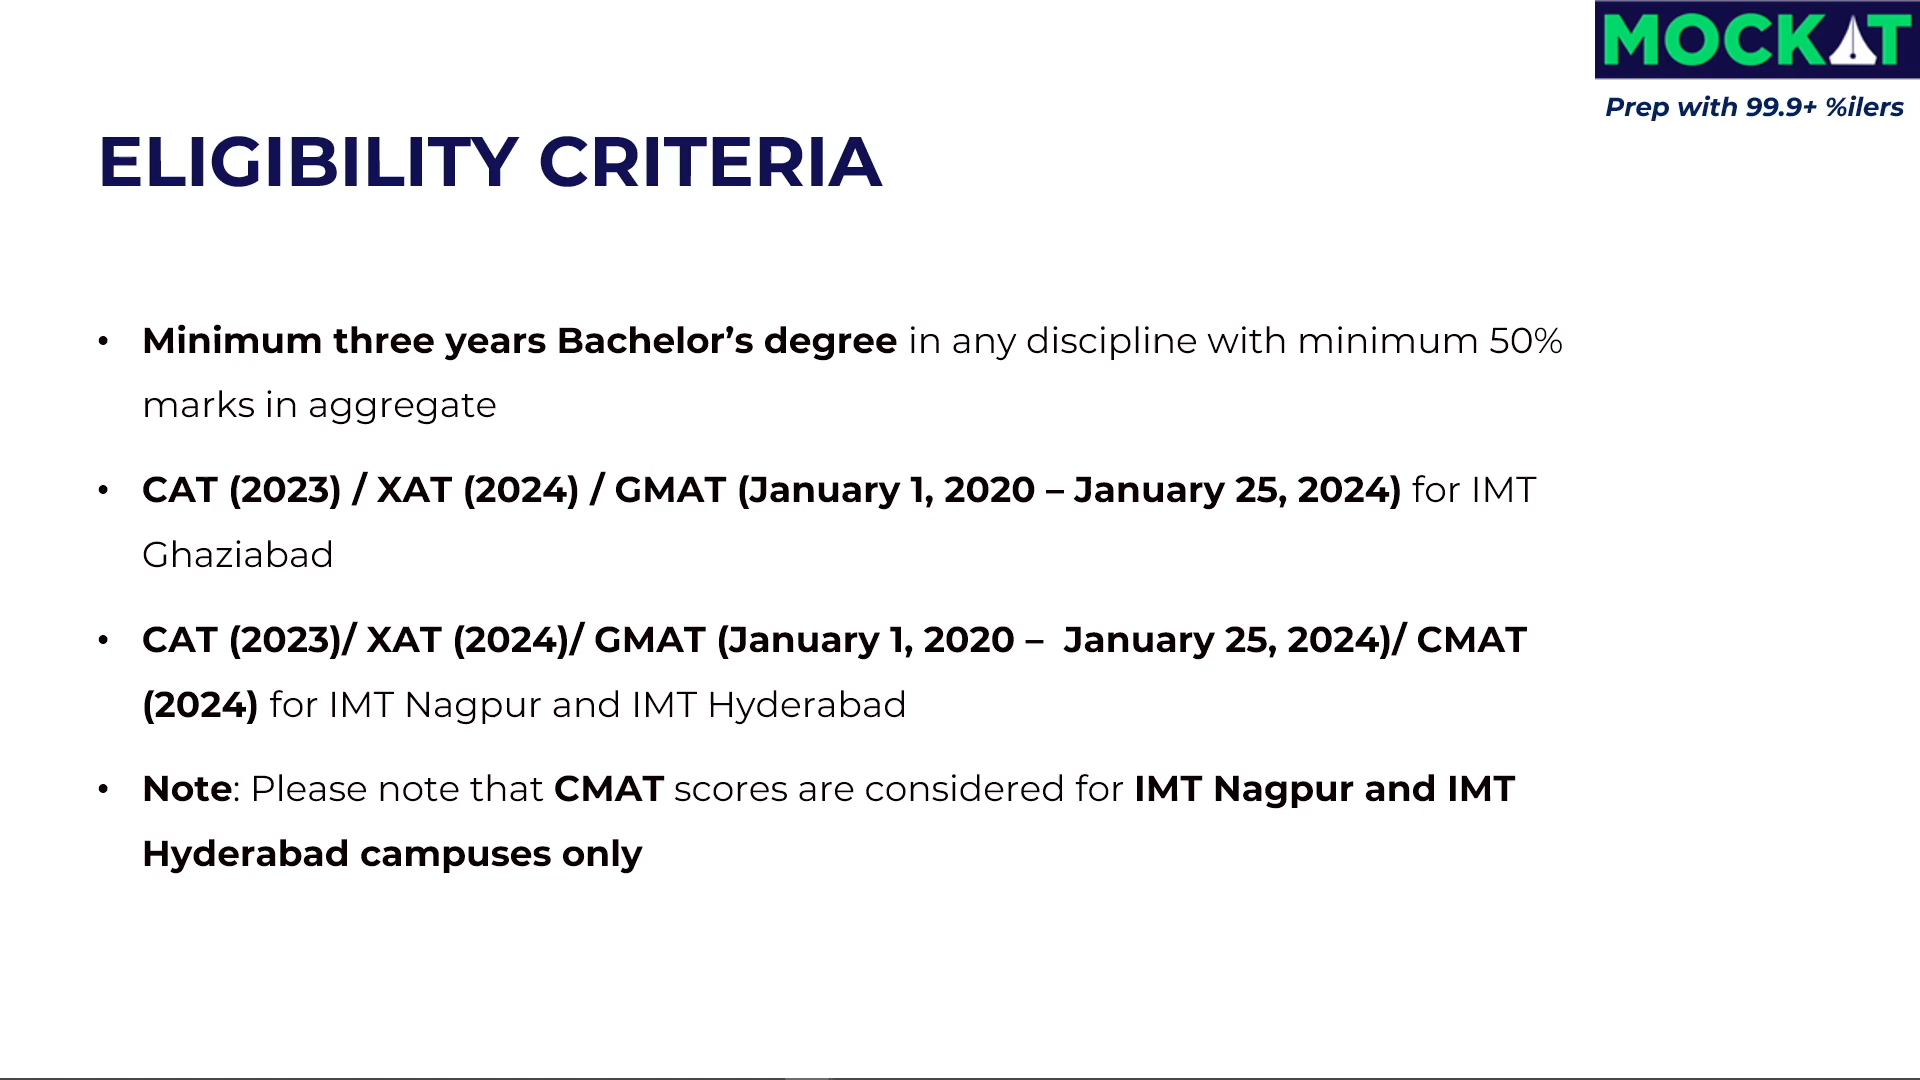 MOCKAT
Prep with 99.9+ %ilers
ELIGIBILITY CRITERIA
• Minimum three years Bachelor’s degree in any discipline with minimum 50%
marks in aggregate
• CAT (2023) / XAT (2024) / GMAT (January 1, 2020 – January 25, 2024) for IMT
Ghaziabad
• CAT (2023)/ XAT (2024)/ GMAT (January 1, 2020 –  January 25, 2024)/ CMAT
(2024) for IMT Nagpur and IMT Hyderabad
• Note: Please note that CMAT scores are considered for IMT Nagpur and IMT
Hyderabad campuses only